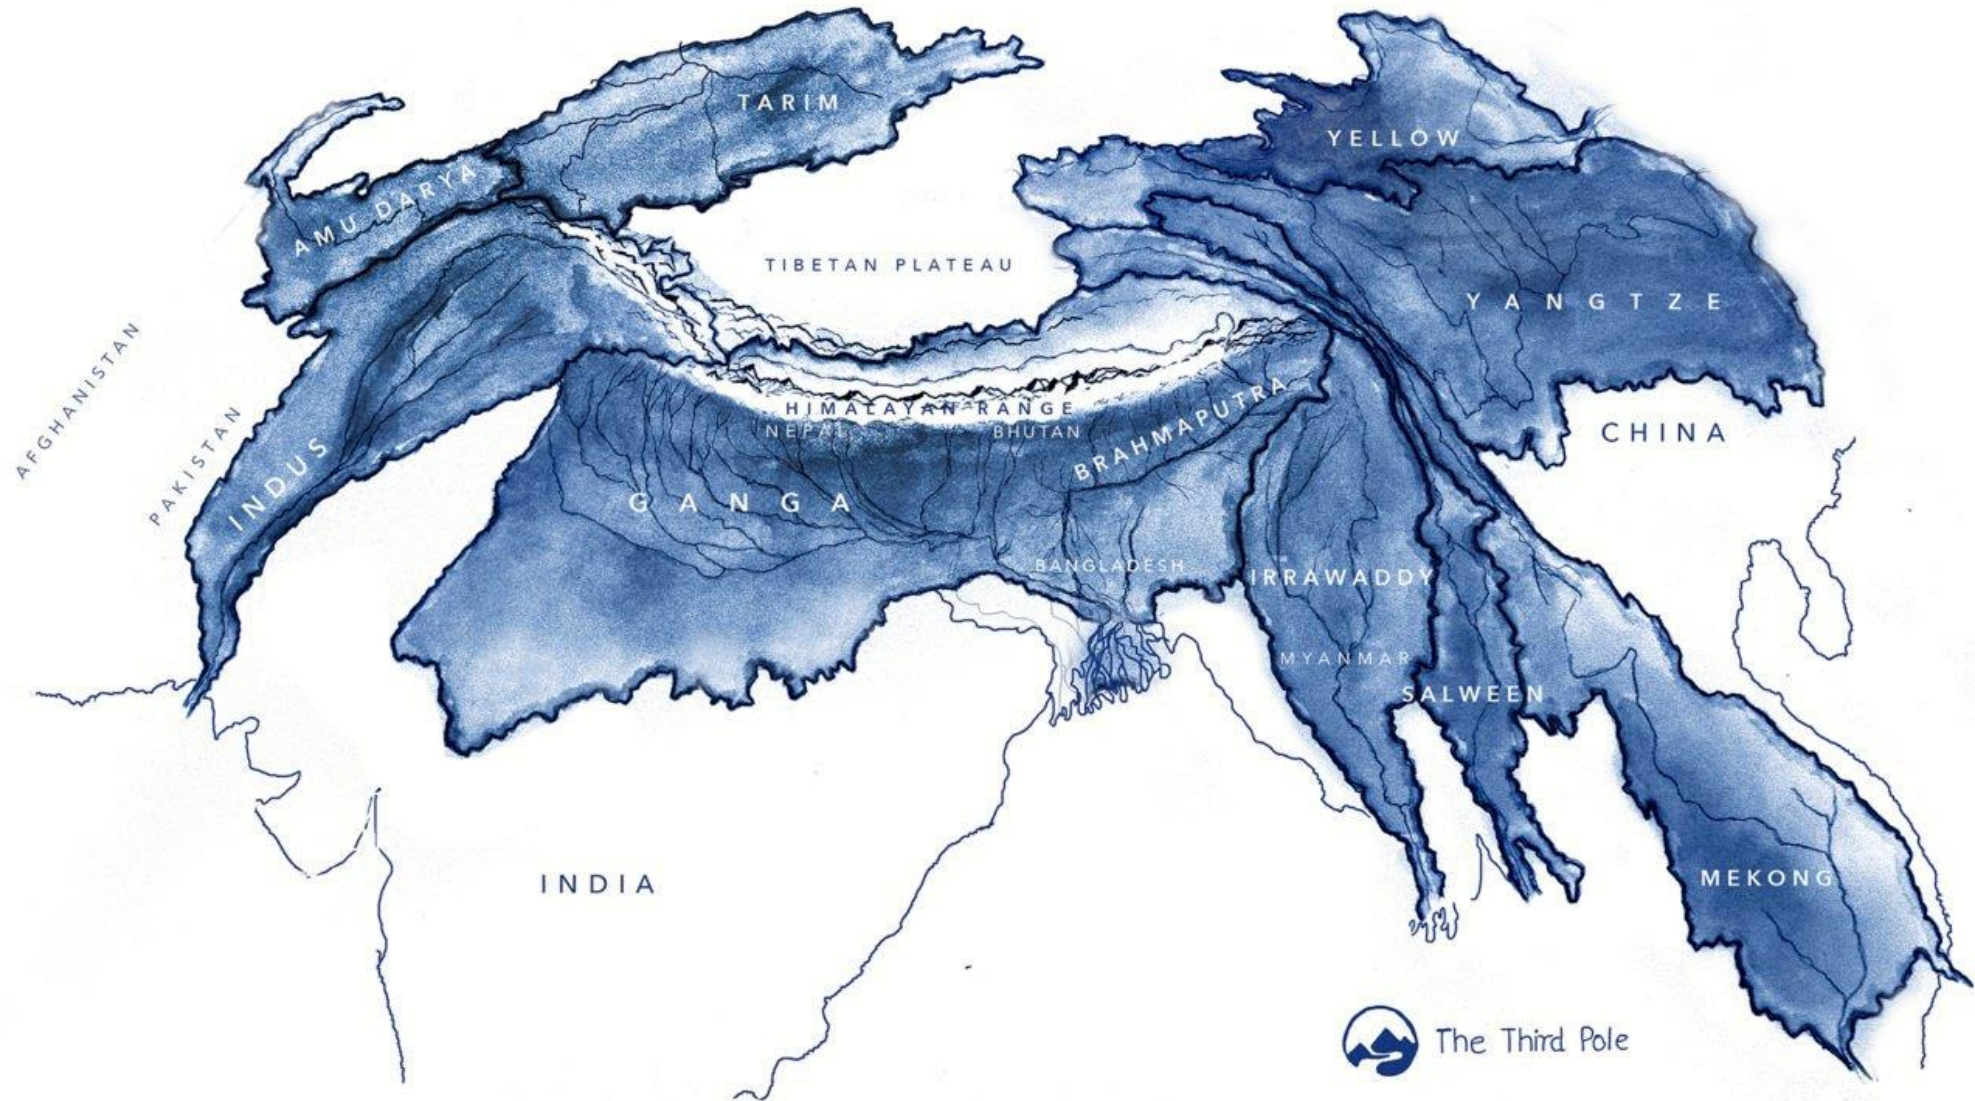 TARIM
YELLOW
AMU DARYA
TIBETAN PLATEAU
YANGTZE
AFGHANISTAN
PAKISTAN
HIMALAYAN RANGE
NEPAL
BHUTAN
BRAHMAPUTRA
CHINA
INDUS
GANGA
BANGLADESH
IRRAWADDY
MYANMAR
SALWEEN
INDIA
MEKONG
The Third Pole